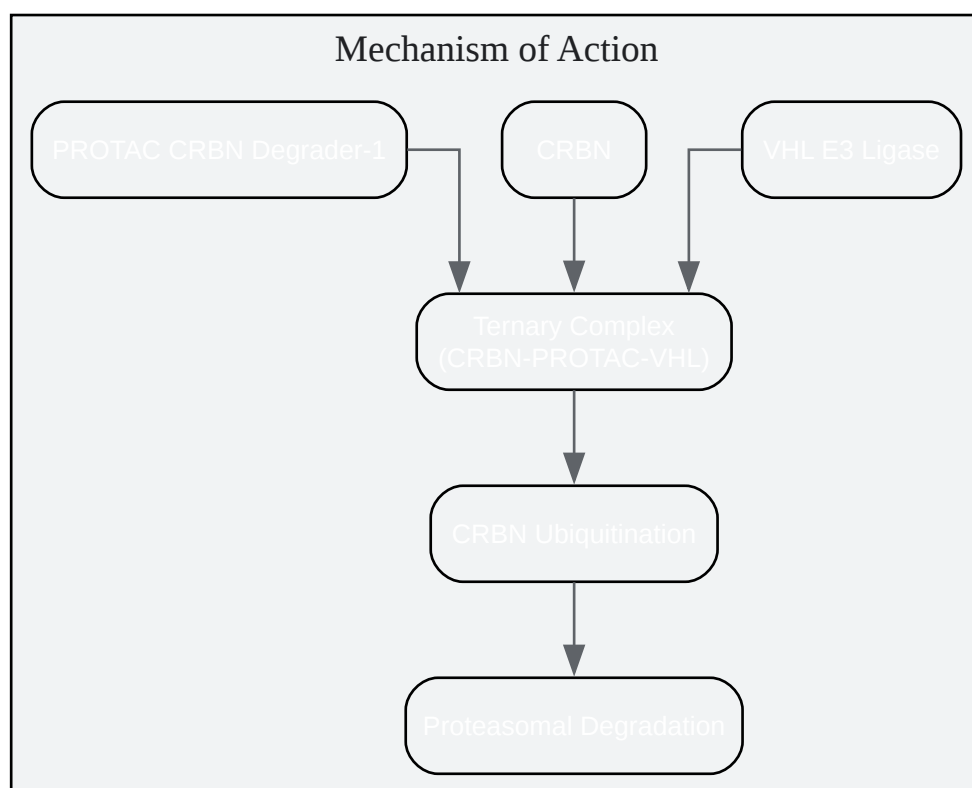 Mechanism of Action
PROTAC CRBN Degrader-1
CRBN
VHL E3 Ligase
Ternary Complex
(CRBN-PROTAC-VHL)
CRBN Ubiquitination
Proteasomal Degradation